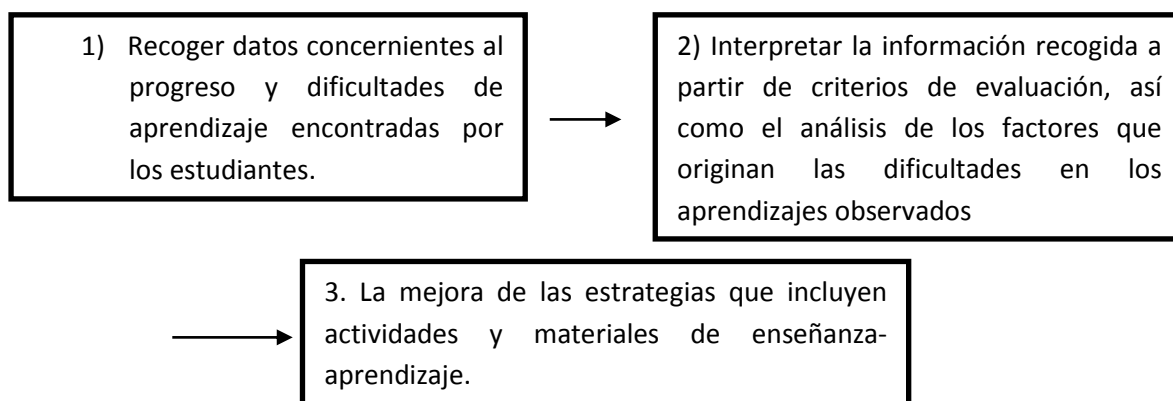 1) Recoger datos concernientes al
progreso y dificultades de
aprendizaje encontradas por
los estudiantes.
2) Interpretar la información recogida a
partir de criterios de evaluación, así
como el análisis de los factores que
originan las dificultades en los
aprendizajes observados
3. La mejora de las estrategias que incluyen
actividades y materiales de enseñanza-
aprendizaje.